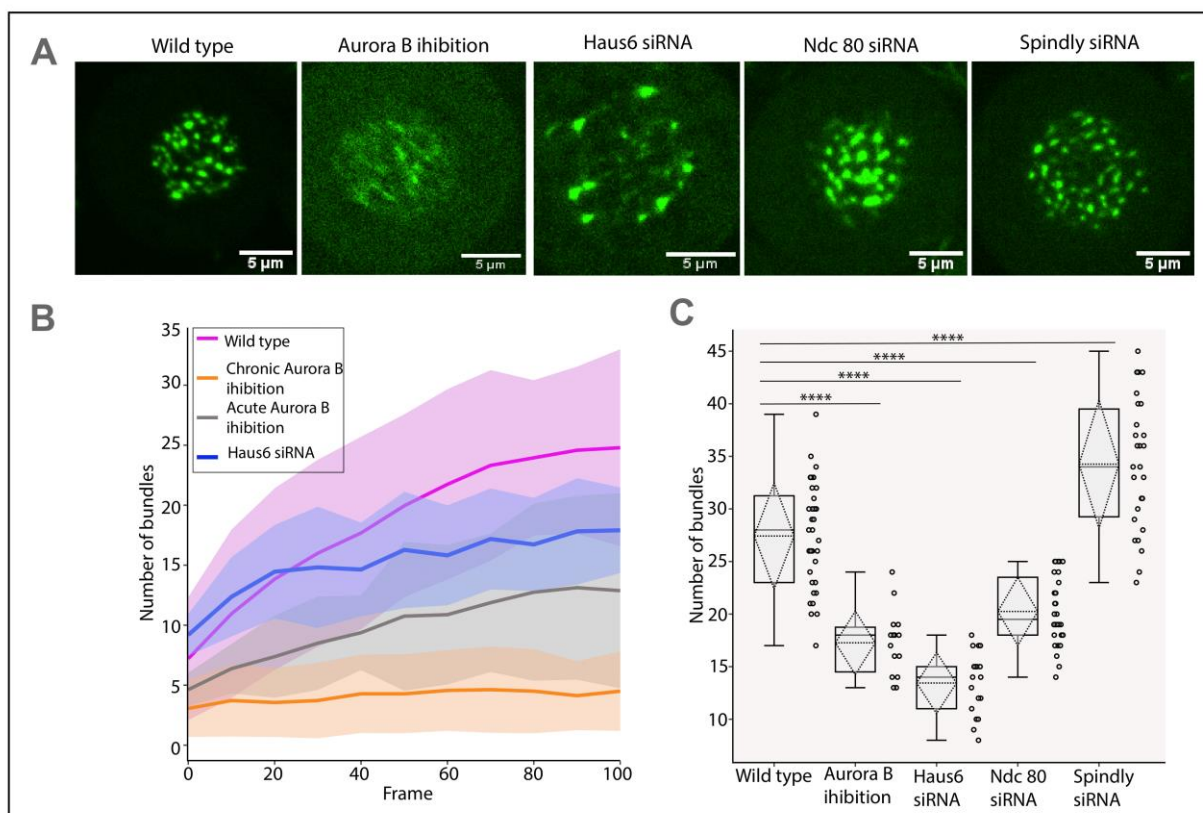 A
Wild type
Aurora B ihibition
Haus6 siRNA
Ndc 80 siRNA
Spindly siRNA
5 µm
5 µm
5 µm
5 µm
5 µm
B
Number of bundles
35
30
25
20
15
10
5
0
Wild type
Chronic Aurora B
ihibition
Acute Aurora B
ihibition
Haus6 siRNA
0
20
40
60
80
100
Frame
C
Number of bundles
45
40
35
30
25
20
15
10
****
****
****
****
Wild type
Aurora B
ihibition
Haus6
siRNA
Ndc 80
siRNA
Spindly
siRNA